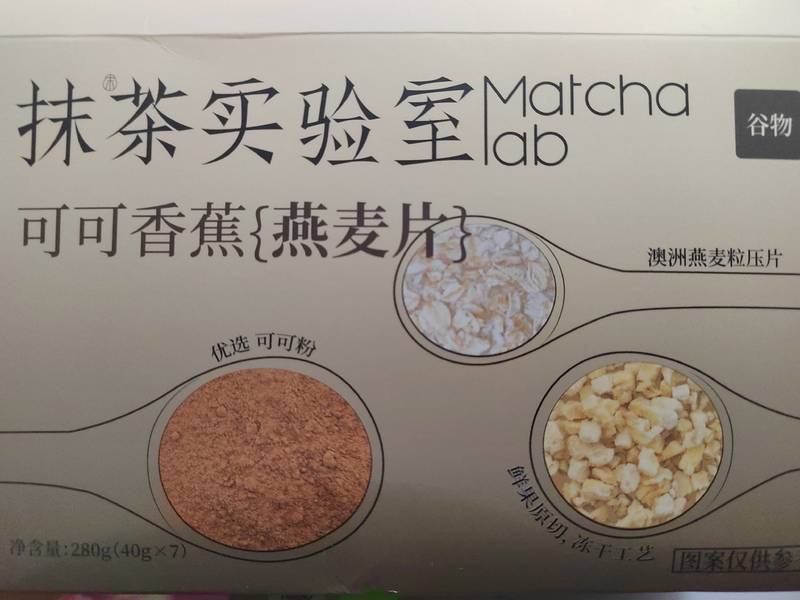 抹茶实验室
Matcha
lab
谷物
可可香蕉{燕麦片}
澳洲燕麦粒压片
优选 可可粉
鲜果原切,冻干工艺
净含量:280g(40g×7)
图案仅供参